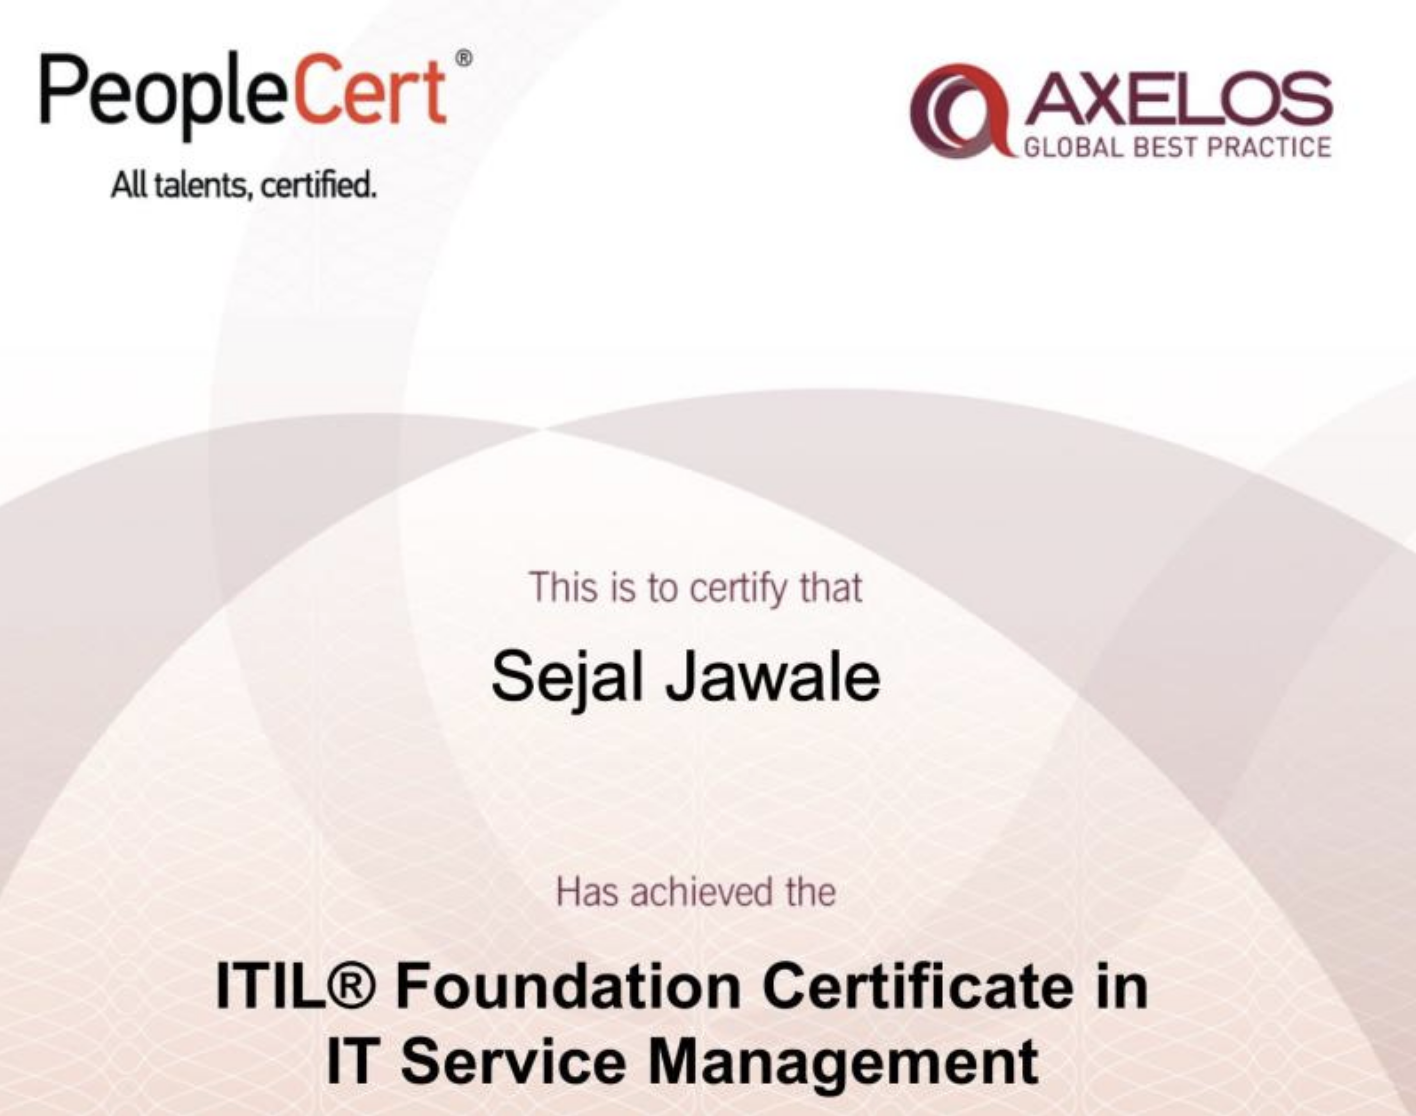 PeopleCert®
All talents, certified.
AXELOS
GLOBAL BEST PRACTICE
This is to certify that
Sejal Jawale
Has achieved the
ITIL® Foundation Certificate in
IT Service Management